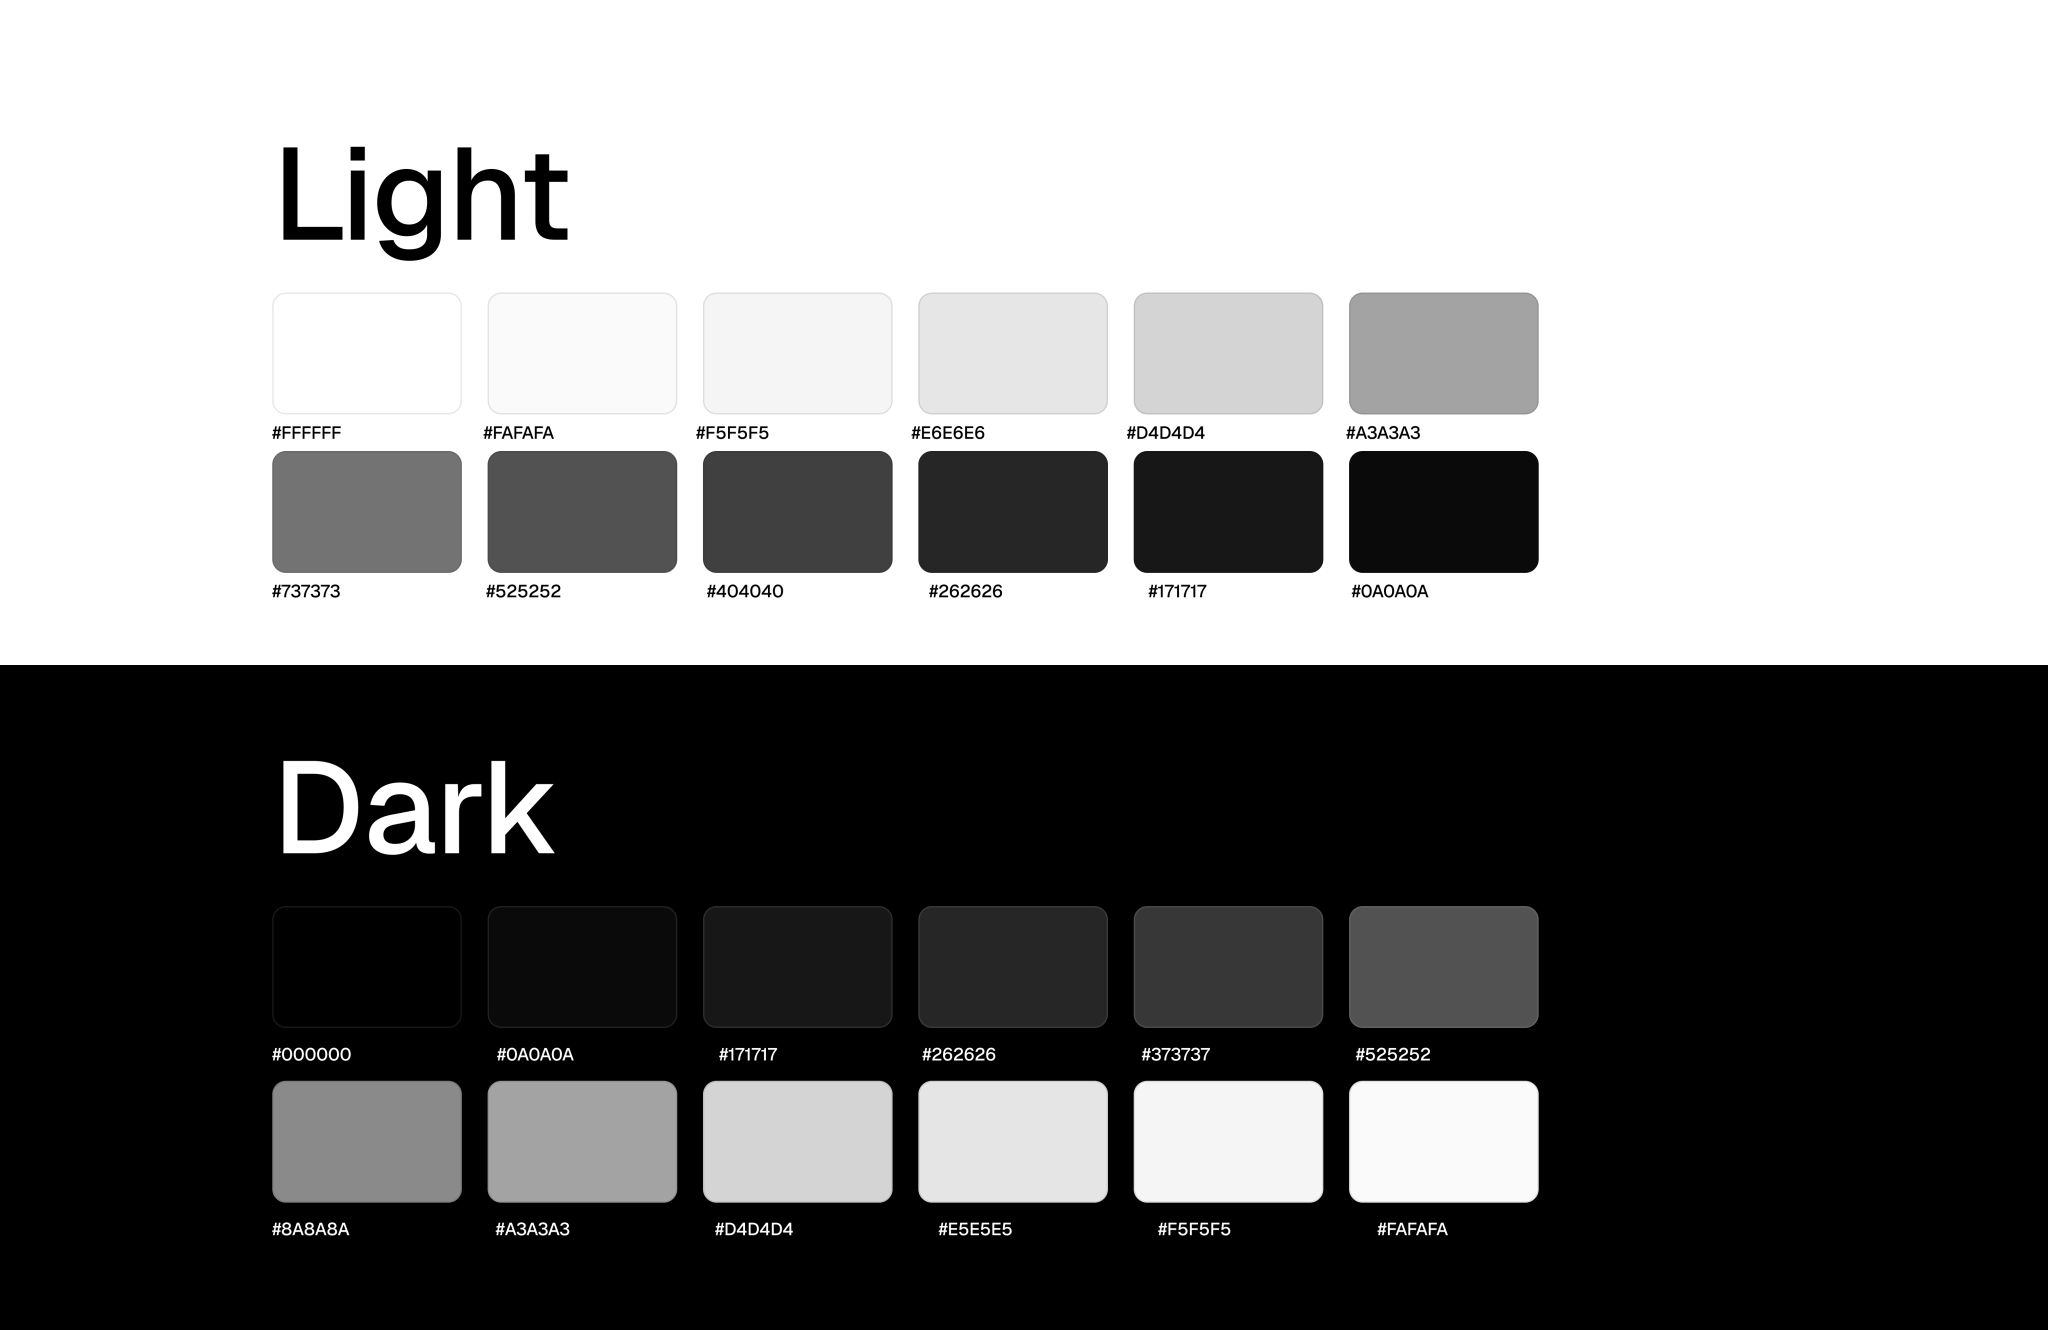 Light
#FFFFFF #FAFAFA #F5F5F5 #E6E6E6 #D4D4D4 #A3A3A3
#737373 #525252 #404040 #262626 #171717 #0A0A0A
Dark
#000000 #0A0A0A #171717 #262626 #373737 #525252
#8A8A8A #A3A3A3 #D4D4D4 #E5E5E5 #F5F5F5 #FAFAFA